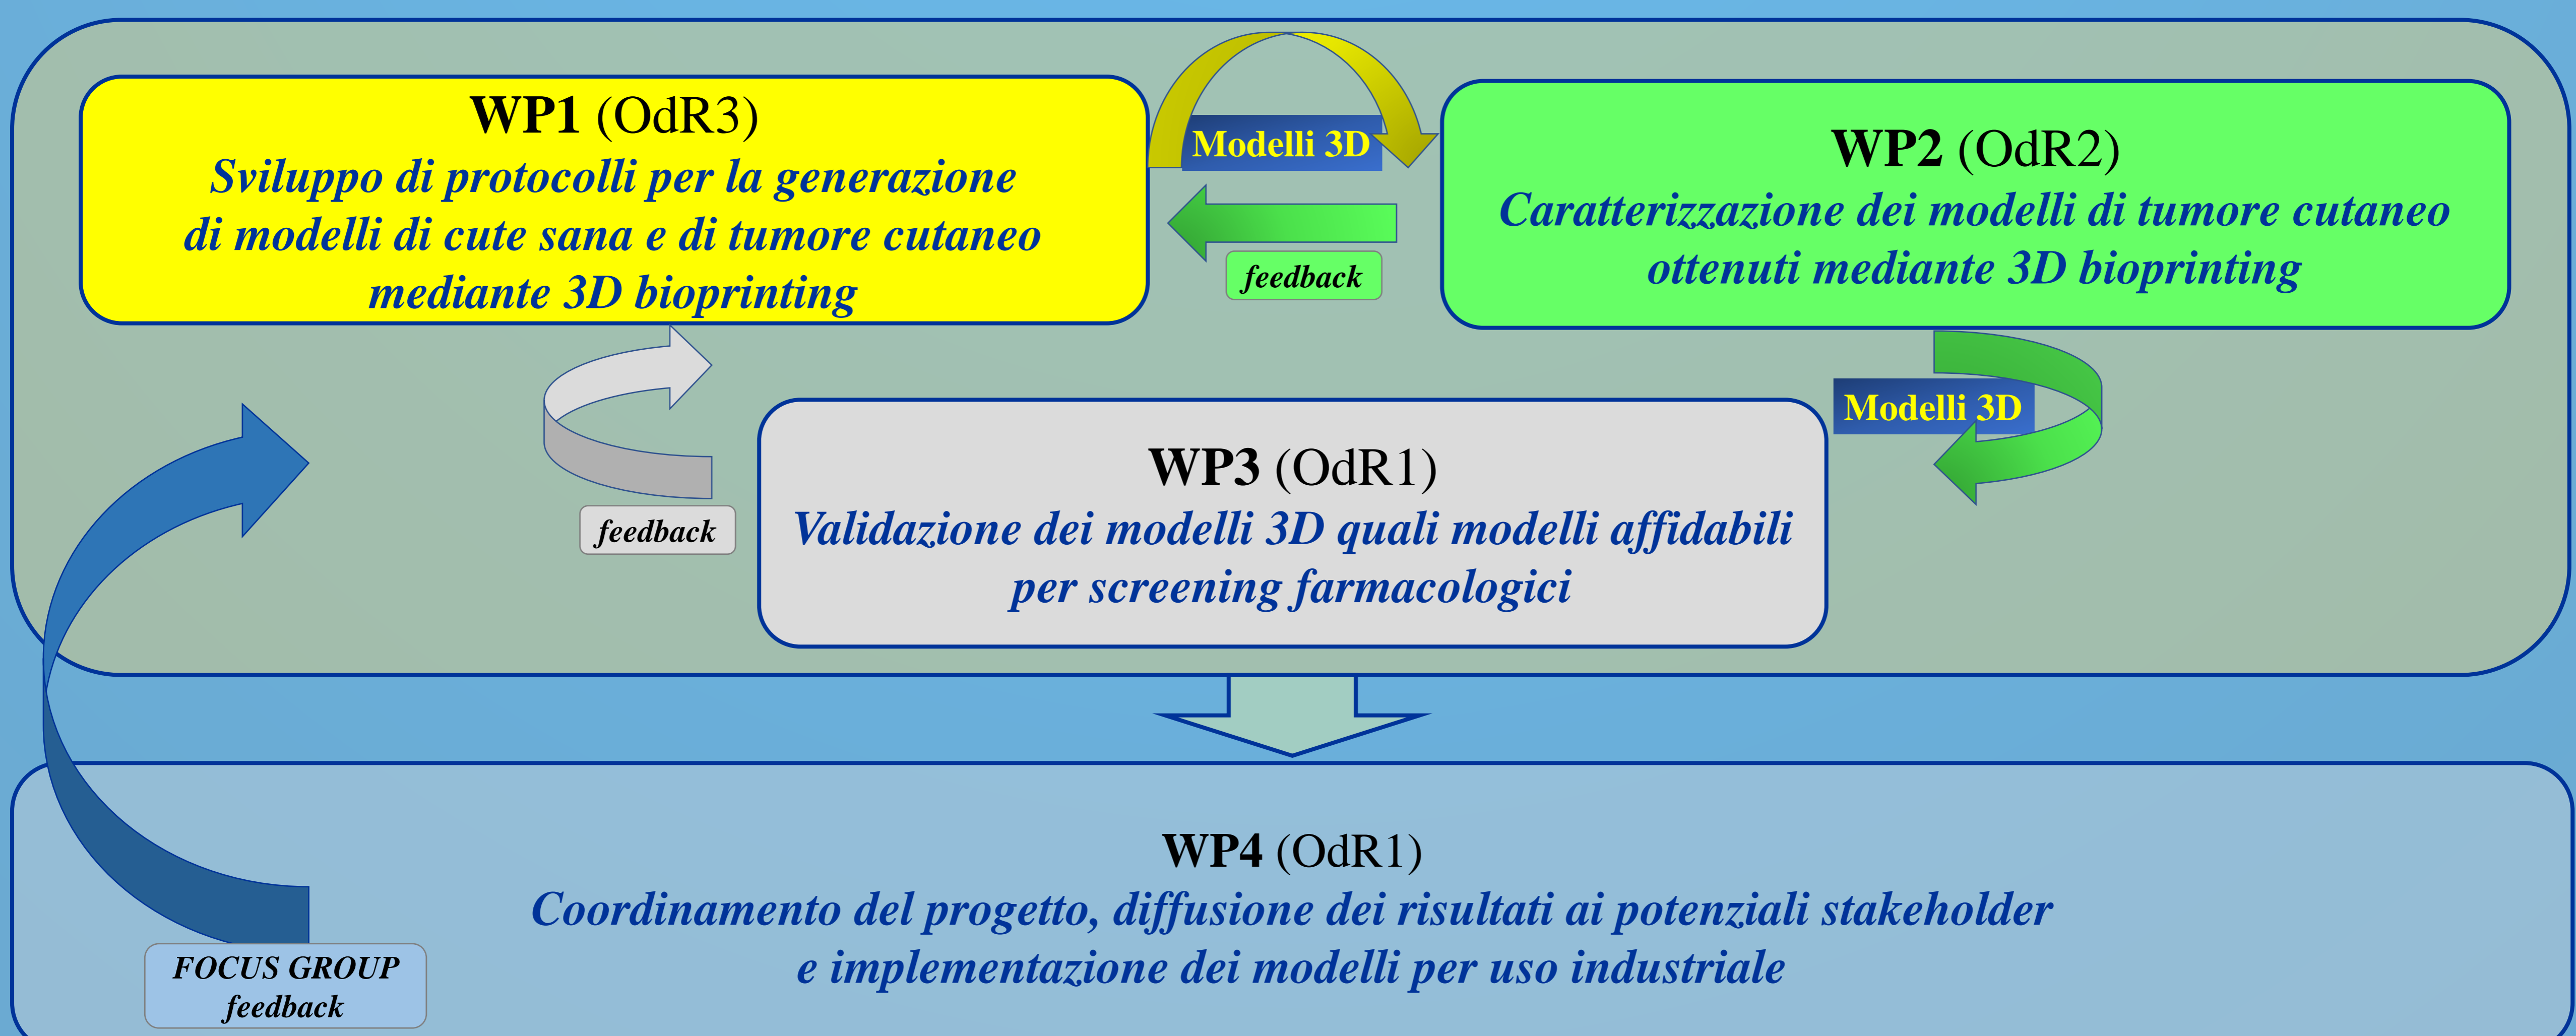 WP1 (OdR3)
Sviluppo di protocolli per la generazione
di modelli di cute sana e di tumore cutaneo
mediante 3D bioprinting
Modelli 3D
feedback
WP2 (OdR2)
Caratterizzazione dei modelli di tumore cutaneo
ottenuti mediante 3D bioprinting
Modelli 3D
feedback
WP3 (OdR1)
Validazione dei modelli 3D quali modelli affidabili
per screening farmacologici
WP4 (OdR1)
Coordinamento del progetto, diffusione dei risultati ai potenziali stakeholder
e implementazione dei modelli per uso industriale
FOCUS GROUP
feedback